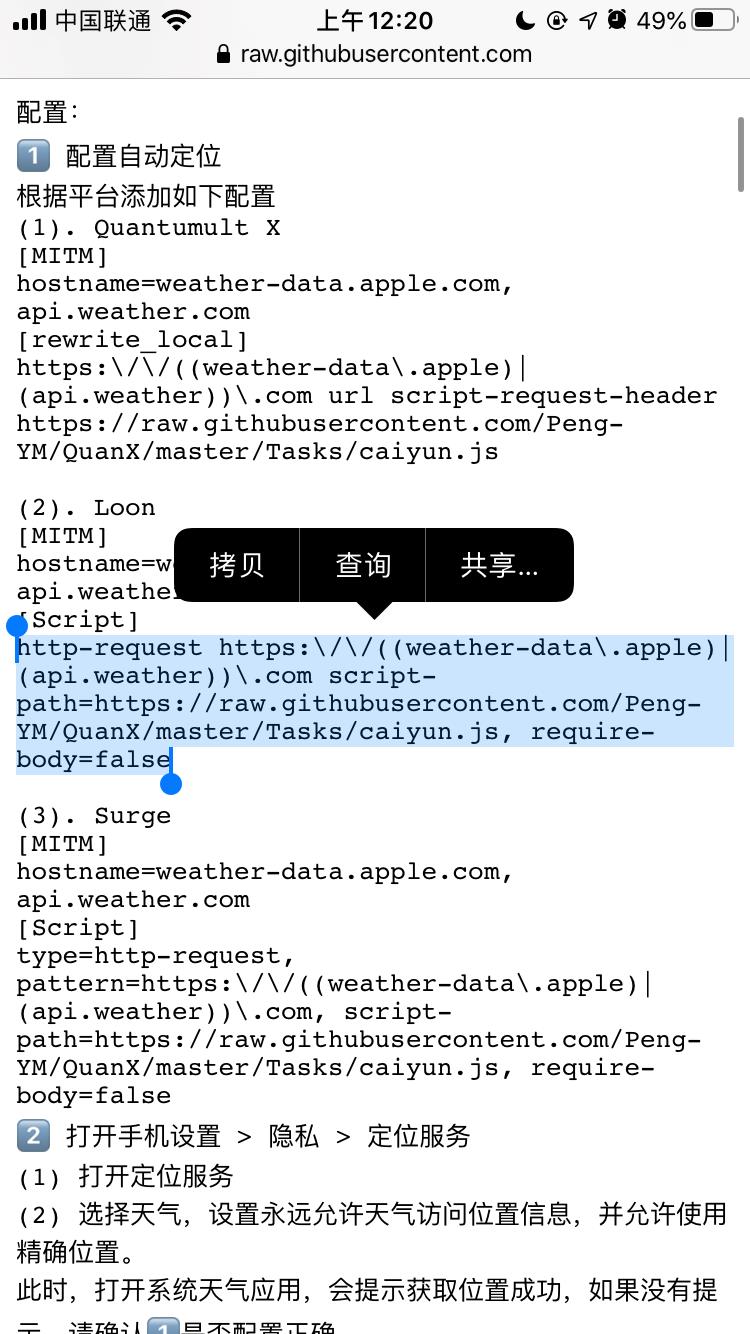 中国联通 上午12:20 49%
raw.githubusercontent.com
配置：
1 配置自动定位
根据平台添加如下配置
(1). Quantumult X
[MITM]
hostname=weather-data.apple.com,
api.weather.com
[rewrite_local]
https:\/\/((weather-data\.apple)|
(api.weather))\.com url script-request-header
https://raw.githubusercontent.com/Peng-
YM/QuanX/master/Tasks/caiyun.js
(2). Loon
[MITM]
hostname=w
api.weather
拷贝 查询 共享...
[Script]
http-request https:\/\/((weather-data\.apple)|
(api.weather))\.com script-
path=https://raw.githubusercontent.com/Peng-
YM/QuanX/master/Tasks/caiyun.js, require-
body=false
(3). Surge
[MITM]
hostname=weather-data.apple.com,
api.weather.com
[Script]
type=http-request,
pattern=https:\/\/((weather-data\.apple)|
(api.weather))\.com, script-
path=https://raw.githubusercontent.com/Peng-
YM/QuanX/master/Tasks/caiyun.js, require-
body=false
2 打开手机设置 > 隐私 > 定位服务
(1) 打开定位服务
(2) 选择天气，设置永远允许天气访问位置信息，并允许使用
精确位置。
此时，打开系统天气应用，会提示获取位置成功，如果没有提
示，请确认1是否配置正确